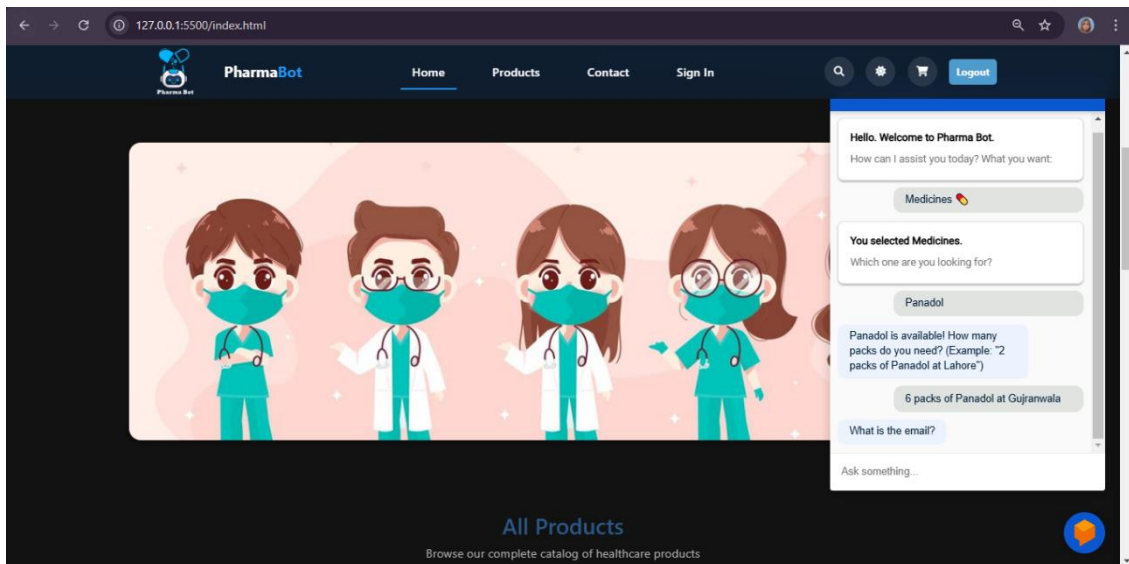 127.0.0.1:5500/index.html
Pharma Bot
PharmaBot
Home
Products
Contact
Sign In
Logout
Hello. Welcome to Pharma Bot.
How can I assist you today? What you want:
Medicines 💊
You selected Medicines.
Which one are you looking for?
Panadol
Panadol is available! How many
packs do you need? (Example: "2
packs of Panadol at Lahore")
6 packs of Panadol at Gujranwala
What is the email?
Ask something...
All Products
Browse our complete catalog of healthcare products